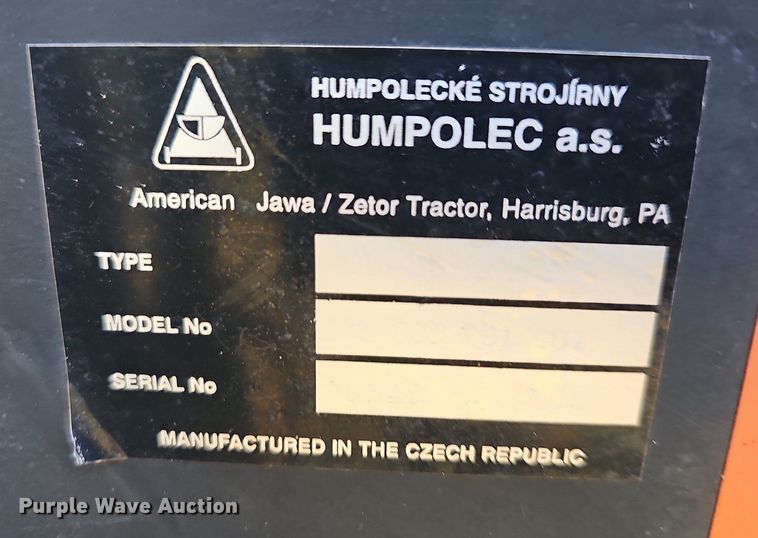 HUMPOLECKÉ STROJÍRNY
HUMPOLEC a.s.
American Jawa / Zetor Tractor, Harrisburg, PA
TYPE
MODEL No
SERIAL No
MANUFACTURED IN THE CZECH REPUBLIC
Purple Wave Auction